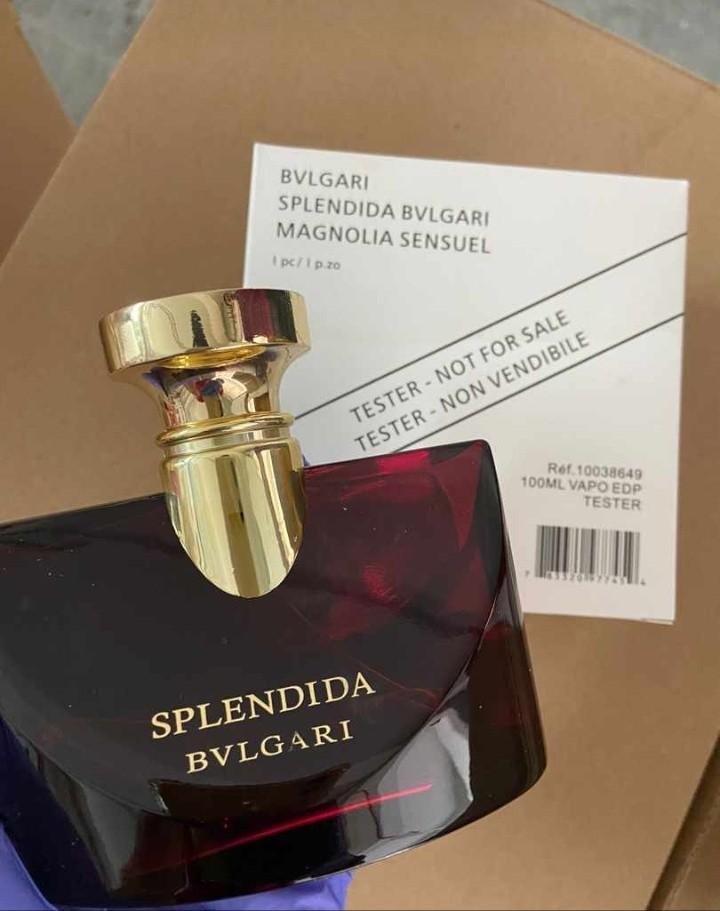 BVLGARI
SPLENDIDA BVLGARI
MAGNOLIA SENSUEL
1 pc/ 1 p.zo
TESTER - NOT FOR SALE
TESTER - NON VENDIBILE
Réf.10038649
100ML VAPO EDP
TESTER
SPLENDIDA
BVLGARI